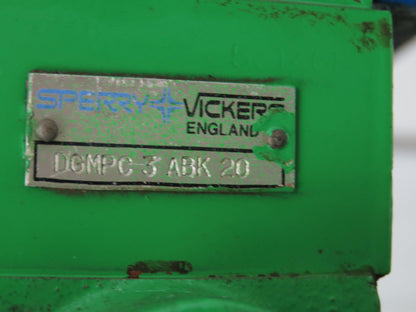 SPERRY VICKERS
ENGLAND
DGMPC 3 ABK 20